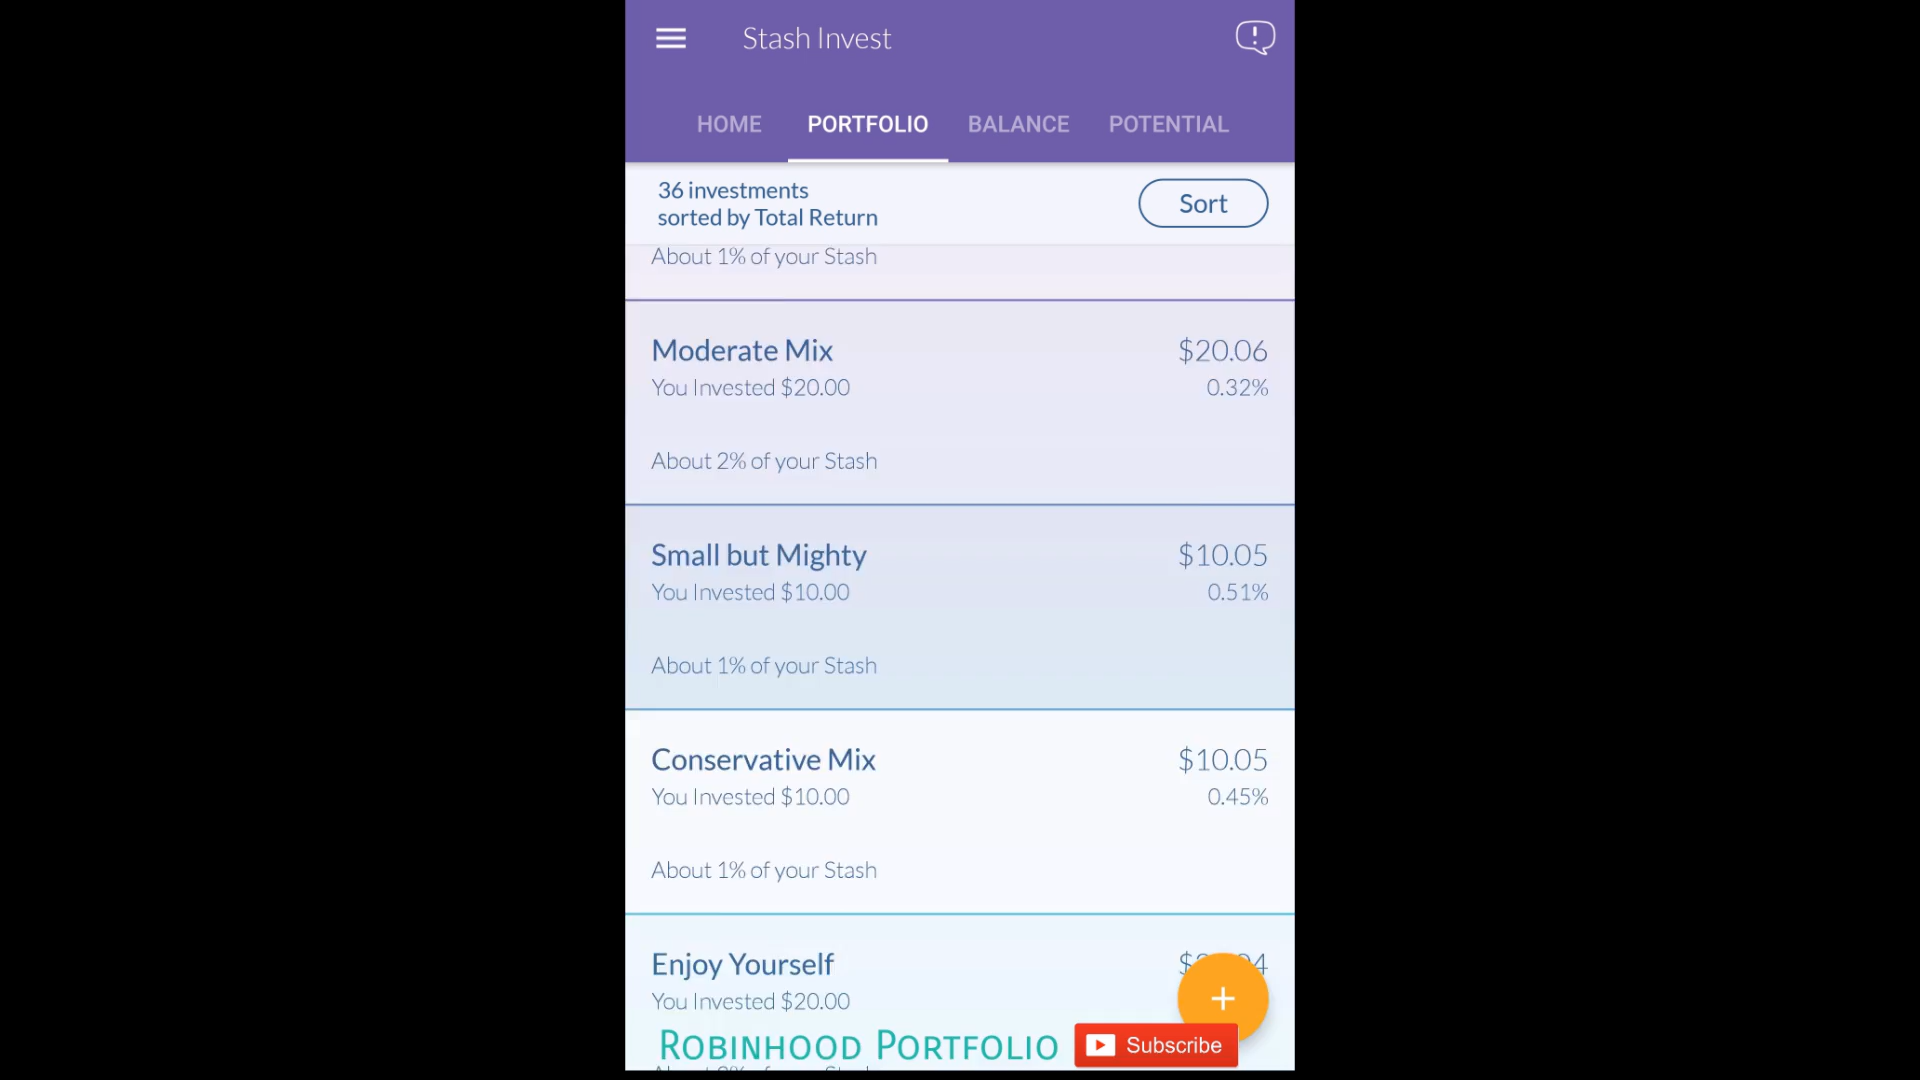 Stash Invest
HOME PORTFOLIO BALANCE POTENTIAL
36 investments
sorted by Total Return
Sort
About 1% of your Stash
Moderate Mix $20.06
You Invested $20.00 0.32%
About 2% of your Stash
Small but Mighty $10.05
You Invested $10.00 0.51%
About 1% of your Stash
Conservative Mix $10.05
You Invested $10.00 0.45%
About 1% of your Stash
Enjoy Yourself
You Invested $20.00
ROBINHOOD PORTFOLIO
Subscribe